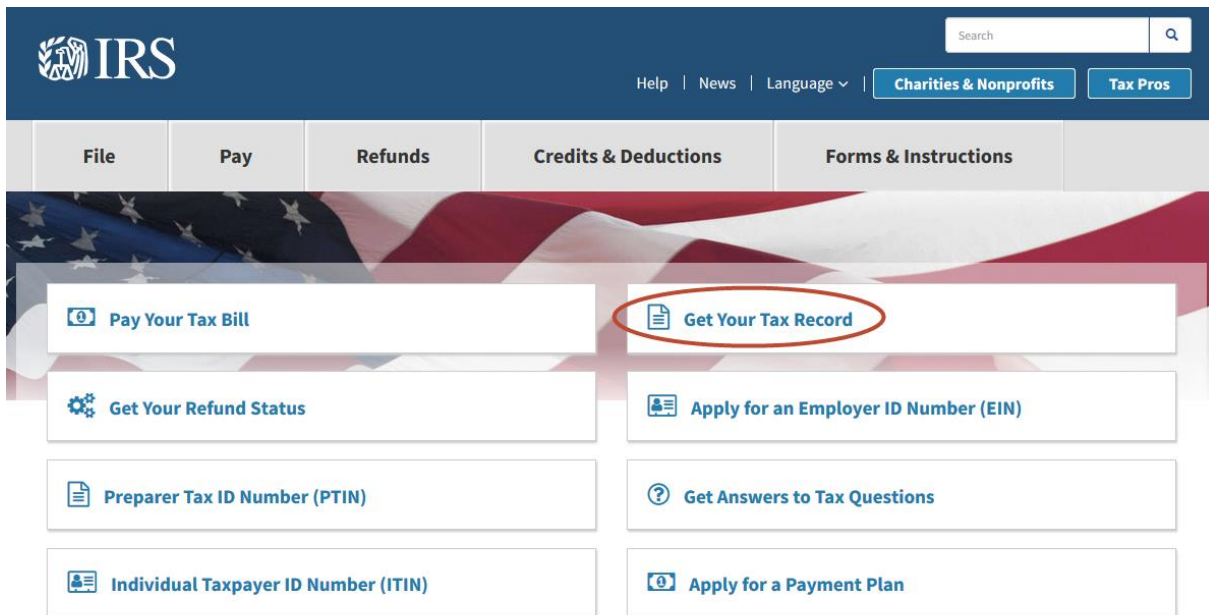 Search
IRS
Help | News | Language | Charities & Nonprofits Tax Pros
File Pay Refunds Credits & Deductions Forms & Instructions
Pay Your Tax Bill
Get Your Tax Record
Get Your Refund Status
Apply for an Employer ID Number (EIN)
Preparer Tax ID Number (PTIN)
Get Answers to Tax Questions
Individual Taxpayer ID Number (ITIN)
Apply for a Payment Plan